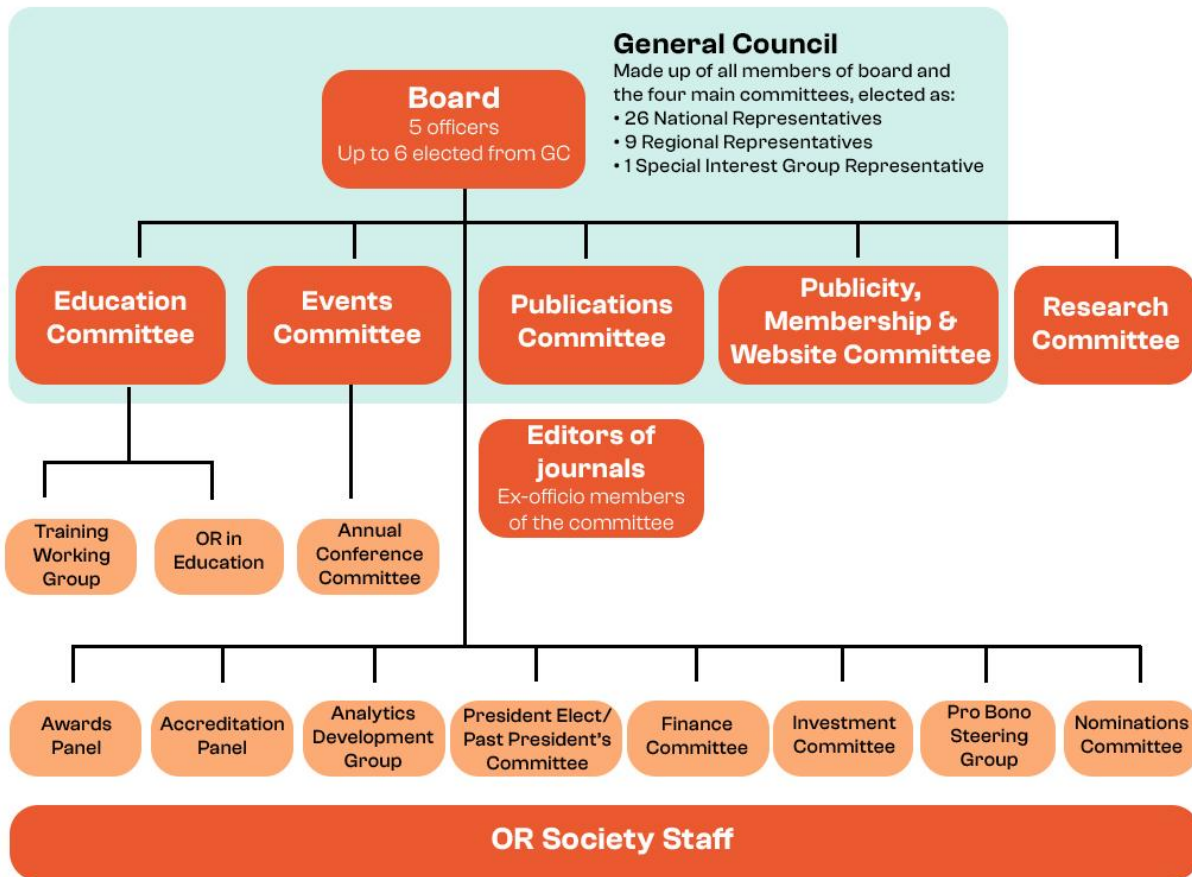 General Council
Made up of all members of board and
the four main committees, elected as:
• 26 National Representatives
• 9 Regional Representatives
• 1 Special Interest Group Representative
Board
5 officers
Up to 6 elected from GC
Education
Committee
Events
Committee
Publications
Committee
Publicity,
Membership &
Website Committee
Research
Committee
Editors of
journals
Ex-officio members
of the committee
Training
Working
Group
OR in
Education
Annual
Conference
Committee
Awards
Panel
Accreditation
Panel
Analytics
Development
Group
President Elect/
Past President's
Committee
Finance
Committee
Investment
Committee
Pro Bono
Steering
Group
Nominations
Committee
OR Society Staff